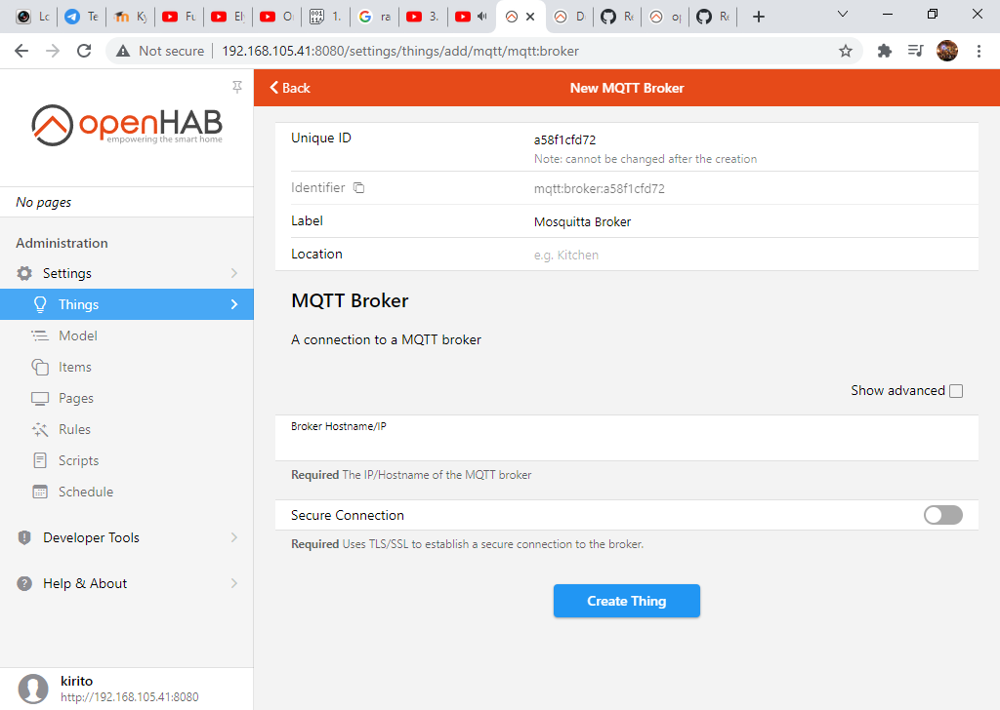 Lc
Te
Ky
Fu
El
O
1.
ra
3.
D
Re
o
Re
Not secure
192.168.105.41:8080/settings/things/add/mqtt/mqtt:broker
openHAB
empowering the smart home
No pages
Administration
Settings
Things
Model
Items
Pages
Rules
Scripts
Schedule
Developer Tools
Help & About
kirito
http://192.168.105.41:8080
Back
New MQTT Broker
Unique ID
a58f1cfd72
Note: cannot be changed after the creation
Identifier
mqtt:broker:a58f1cfd72
Label
Mosquitta Broker
Location
e.g. Kitchen
MQTT Broker
A connection to a MQTT broker
Show advanced
Broker Hostname/IP
Required The IP/Hostname of the MQTT broker
Secure Connection
Required Uses TLS/SSL to establish a secure connection to the broker.
Create Thing